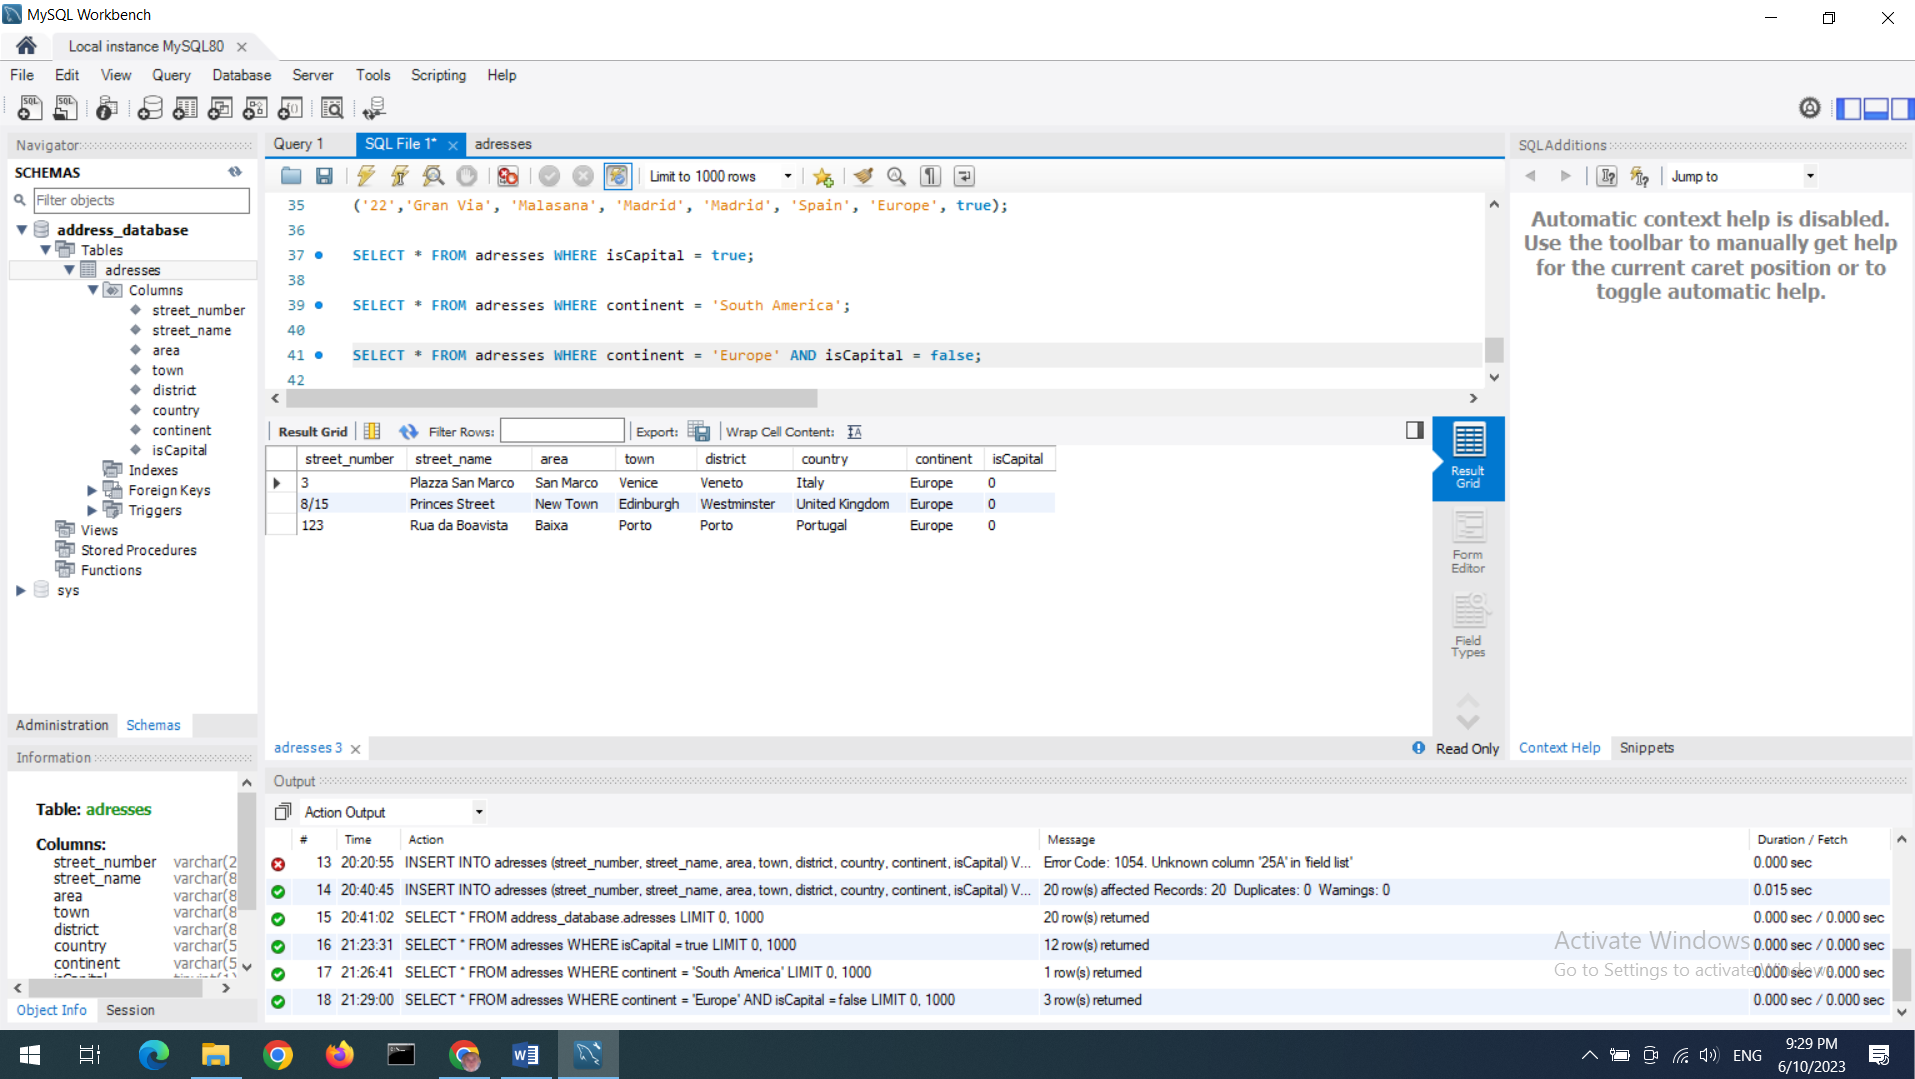 MySQL Workbench
Local instance MySQL80
File Edit View Query Database Server Tools Scripting Help
Navigator
SCHEMAS
Filter objects
address_database
Tables
adresses
Columns
street_number
street_name
area
town
district
country
continent
isCapital
Indexes
Foreign Keys
Triggers
Views
Stored Procedures
Functions
sys
Administration Schemas
Information
Table: adresses
Columns:
street_number varchar(2
street_name varchar(8
area varchar(8
town varchar(8
district varchar(8
country varchar(5
continent varchar(5
Object Info Session
Query 1 SQL File 1* adresses
Limit to 1000 rows
35 ('22','Gran Via', 'Malasana', 'Madrid', 'Madrid', 'Spain', 'Europe', true);
36
37 SELECT * FROM adresses WHERE isCapital = true;
38
39 SELECT * FROM adresses WHERE continent = 'South America';
40
41 SELECT * FROM adresses WHERE continent = 'Europe' AND isCapital = false;
42
Result Grid Filter Rows: Export: Wrap Cell Content:
street_number street_name area town district country continent isCapital
3 Plazza San Marco San Marco Venice Veneto Italy Europe 0
8/15 Princes Street New Town Edinburgh Westminster United Kingdom Europe 0
123 Rua da Boavista Baixa Porto Porto Portugal Europe 0
Result Grid
Form Editor
Field Types
adresses 3
Read Only
SQLAdditions
Jump to
Automatic context help is disabled.
Use the toolbar to manually get help
for the current caret position or to
toggle automatic help.
Context Help Snippets
Output
Action Output
# Time Action Message Duration / Fetch
13 20:20:55 INSERT INTO adresses (street_number, street_name, area, town, district, country, continent, isCapital) V... Error Code: 1054. Unknown column '25A' in 'field list' 0.000 sec
14 20:40:45 INSERT INTO adresses (street_number, street_name, area, town, district, country, continent, isCapital) V... 20 row(s) affected Records: 20 Duplicates: 0 Warnings: 0 0.015 sec
15 20:41:02 SELECT * FROM address_database.adresses LIMIT 0, 1000 20 row(s) returned 0.000 sec / 0.000 sec
16 21:23:31 SELECT * FROM adresses WHERE isCapital = true LIMIT 0, 1000 12 row(s) returned 0.000 sec / 0.000 sec
17 21:26:41 SELECT * FROM adresses WHERE continent = 'South America' LIMIT 0, 1000 1 row(s) returned 0.000 sec / 0.000 sec
18 21:29:00 SELECT * FROM adresses WHERE continent = 'Europe' AND isCapital = false LIMIT 0, 1000 3 row(s) returned 0.000 sec / 0.000 sec
Activate Windows
Go to Settings to activate Windows.
ENG
9:29 PM
6/10/2023